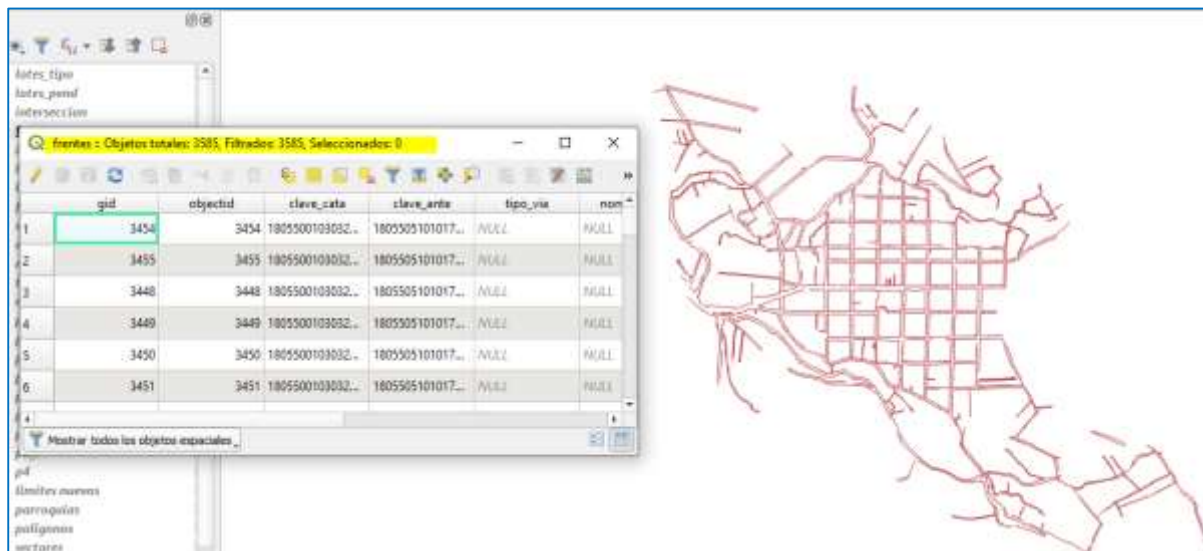 lotes_tipo
lotes_pend
interseccion
frentes :: Objetos totales: 3585, Filtrados: 3585, Seleccionados: 0
gid objectid clave_cata clave_ante tipo_via nom
1 3454 3454 1805500103032... 1805505101017... NULL NULL
2 3455 3455 1805500103032... 1805505101017... NULL NULL
3 3448 3448 1805500103032... 1805505101017... NULL NULL
4 3449 3449 1805500103032... 1805505101017... NULL NULL
5 3450 3450 1805500103032... 1805505101017... NULL NULL
6 3451 3451 1805500103032... 1805505101017... NULL NULL
Mostrar todos los objetos espaciales
p4
limites nuevos
parroquias
poligonos
sectores